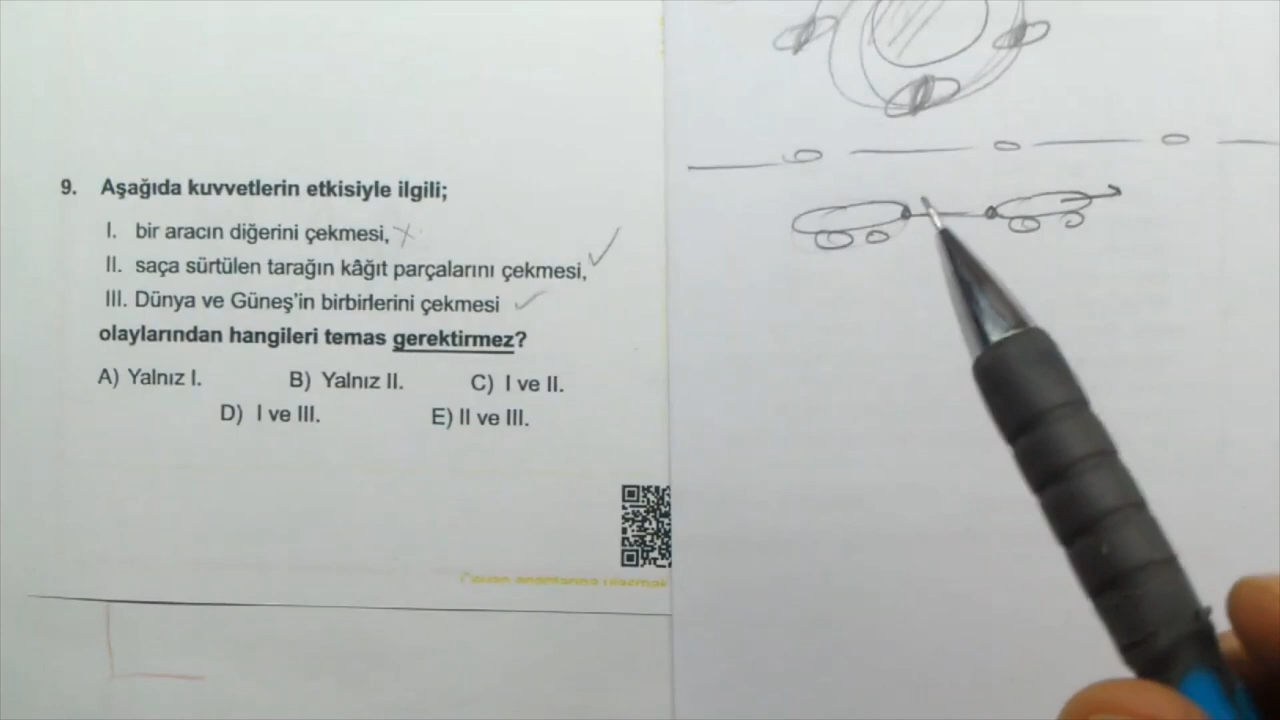 9. Aşağıda kuvvetlerin etkisiyle ilgili;
I. bir aracın diğerini çekmesi,
II. saça sürtülen tarağın kâğıt parçalarını çekmesi,
III. Dünya ve Güneş'in birbirlerini çekmesi
olaylarından hangileri temas gerektirmez?
A) Yalnız I. B) Yalnız II. C) I ve II.
D) I ve III. E) II ve III.